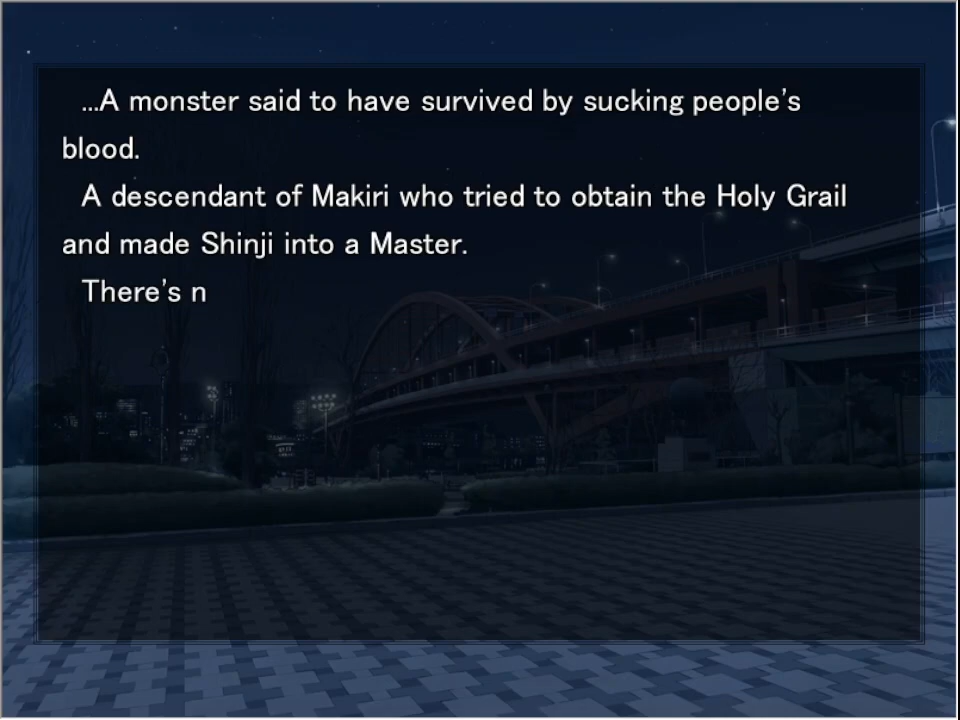 ...A monster said to have survived by sucking people's
blood.
A descendant of Makiri who tried to obtain the Holy Grail
and made Shinji into a Master.
There's n